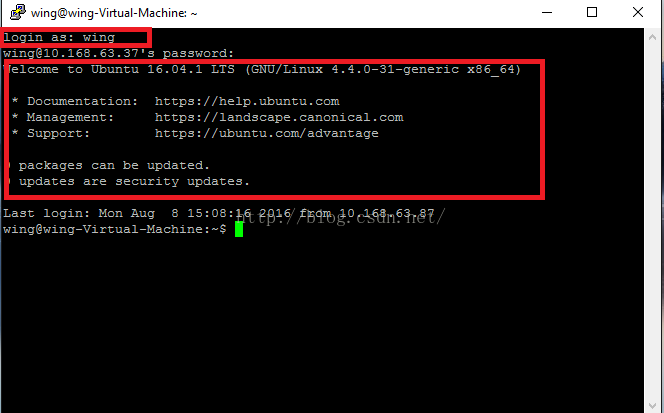 wing@wing-Virtual-Machine: ~
login as: wing
wing@10.168.63.37's password:
Welcome to Ubuntu 16.04.1 LTS (GNU/Linux 4.4.0-31-generic x86_64)
* Documentation: https://help.ubuntu.com
* Management: https://landscape.canonical.com
* Support: https://ubuntu.com/advantage
0 packages can be updated.
0 updates are security updates.
Last login: Mon Aug 8 15:08:16 2016 from 10.168.63.87
http://blog.csdn.net/
wing@wing-Virtual-Machine:~$